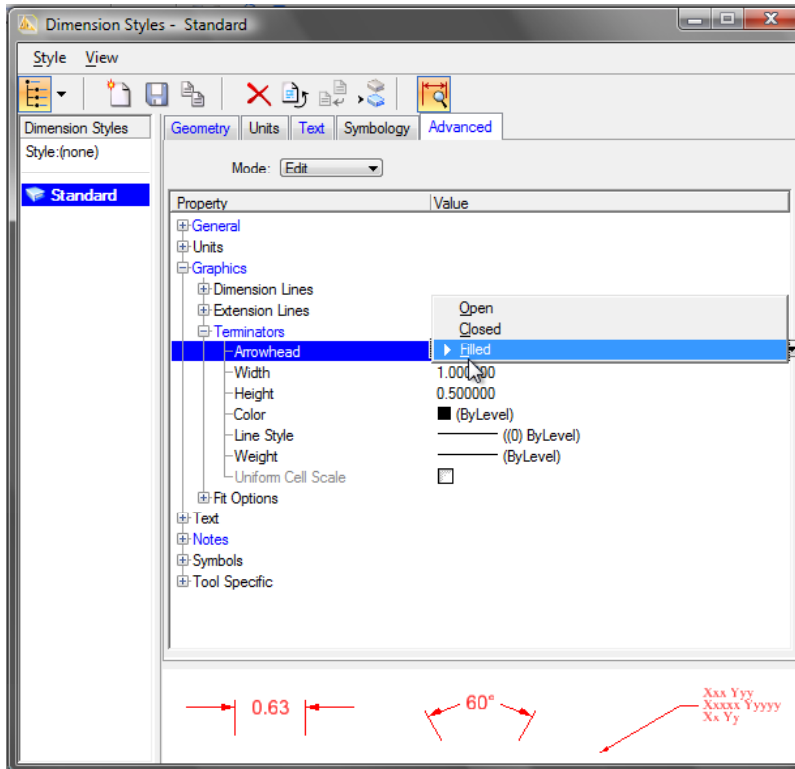 Dimension Styles - Standard
Style View
Dimension Styles
Geometry Units Text Symbology Advanced
Style:(none)
Mode: Edit
Standard
Property Value
General
Units
Graphics
Dimension Lines
Extension Lines
Open
Terminators
Closed
Arrowhead
Filled
Width 1.000000
Height 0.500000
Color (ByLevel)
Line Style ((0) ByLevel)
Weight (ByLevel)
Uniform Cell Scale
Fit Options
Text
Notes
Symbols
Tool Specific
0.63
60°
Xxx Yyy
Xxxxx Yyyyy
Xx Yy